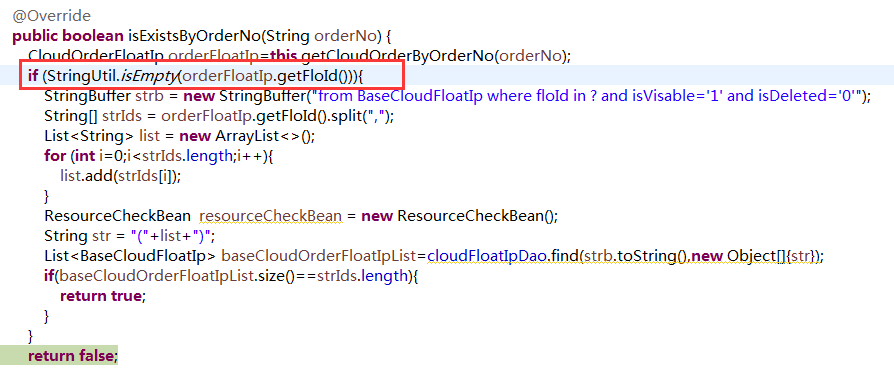 @Override
public boolean isExistsByOrderNo(String orderNo) {
CloudOrderFloatIp orderFloatIp=this.getCloudOrderByOrderNo(orderNo);
if (StringUtil.isEmpty(orderFloatIp.getFloId())){
StringBuffer strb = new StringBuffer("from BaseCloudFloatIp where floId in ? and isVisable='1' and isDeleted='0'");
String[] strIds = orderFloatIp.getFloId().split(",");
List<String> list = new ArrayList<>();
for (int i=0;i<strIds.length;i++){
list.add(strIds[i]);
}
ResourceCheckBean resourceCheckBean = new ResourceCheckBean();
String str = "("+list+")";
List<BaseCloudFloatIp> baseCloudOrderFloatIpList=cloudFloatIpDao.find(strb.toString(),new Object[]{str});
if(baseCloudOrderFloatIpList.size()==strIds.length){
return true;
}
}
return false;